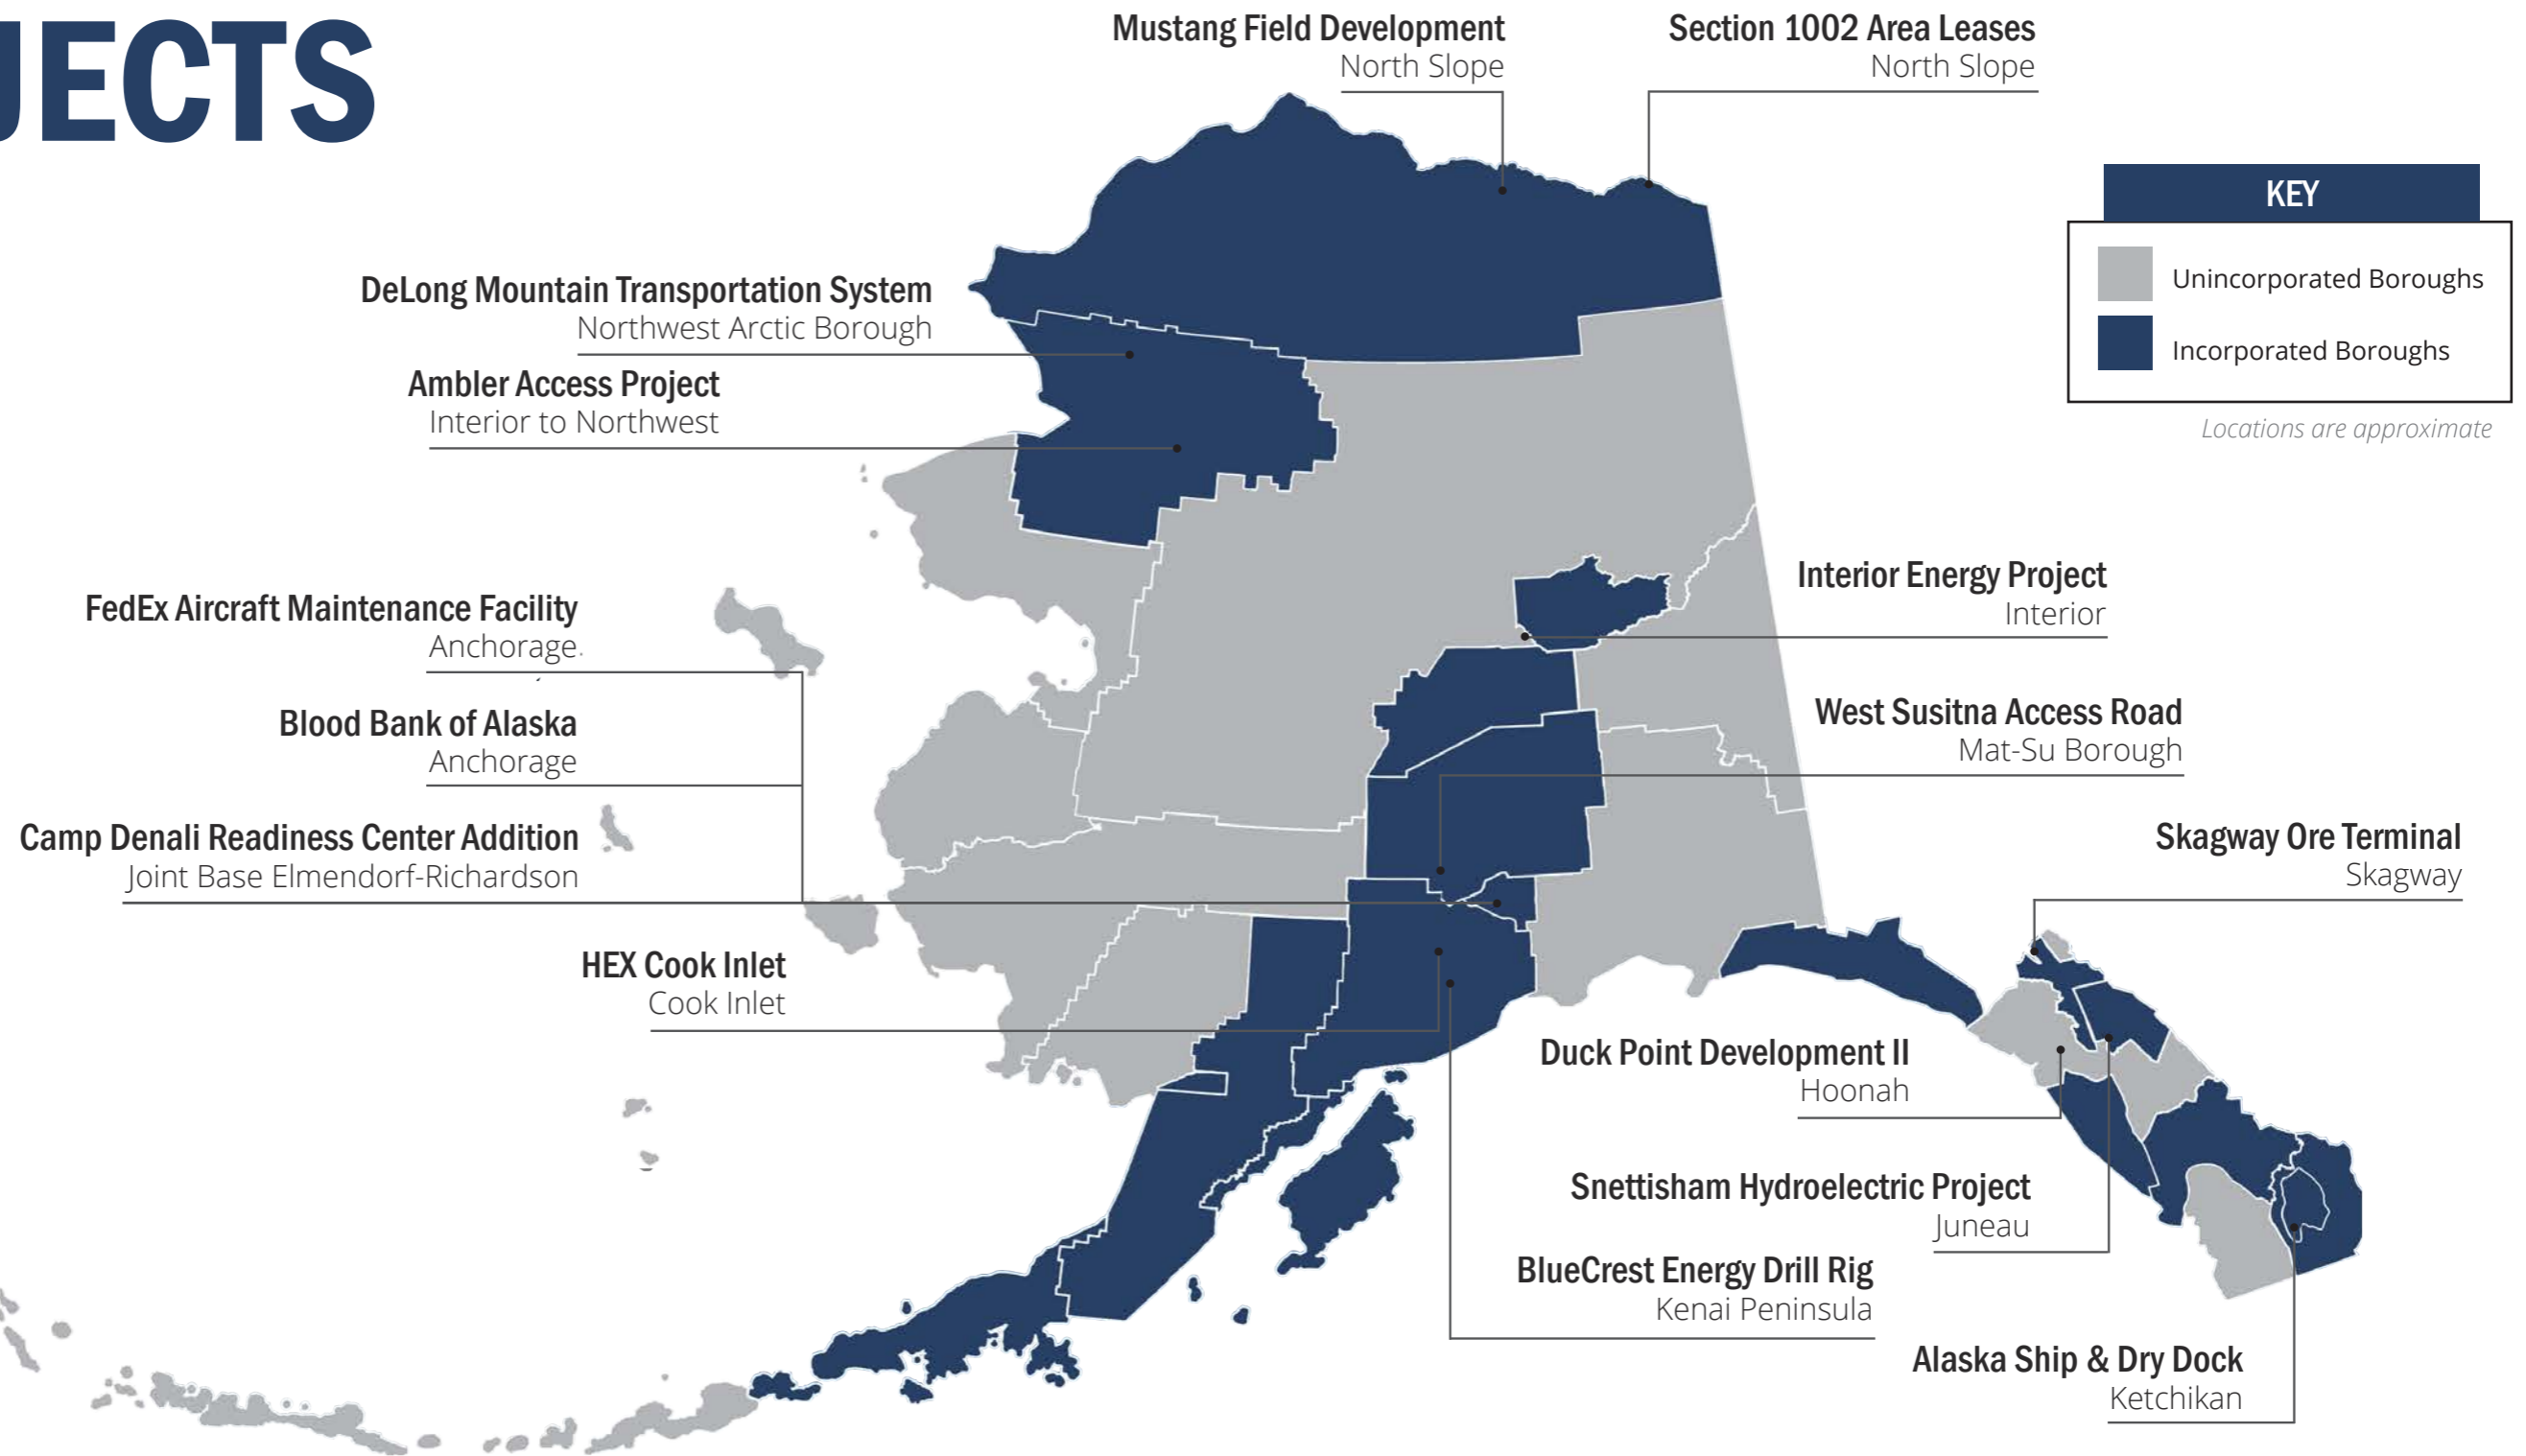 JECTS
Mustang Field Development
North Slope
Section 1002 Area Leases
North Slope
KEY
Unincorporated Boroughs
Incorporated Boroughs
Locations are approximate
DeLong Mountain Transportation System
Northwest Arctic Borough
Ambler Access Project
Interior to Northwest
FedEx Aircraft Maintenance Facility
Anchorage
Blood Bank of Alaska
Anchorage
Camp Denali Readiness Center Addition
Joint Base Elmendorf-Richardson
HEX Cook Inlet
Cook Inlet
Interior Energy Project
Interior
West Susitna Access Road
Mat-Su Borough
Skagway Ore Terminal
Skagway
Duck Point Development II
Hoonah
Snettisham Hydroelectric Project
Juneau
BlueCrest Energy Drill Rig
Kenai Peninsula
Alaska Ship & Dry Dock
Ketchikan